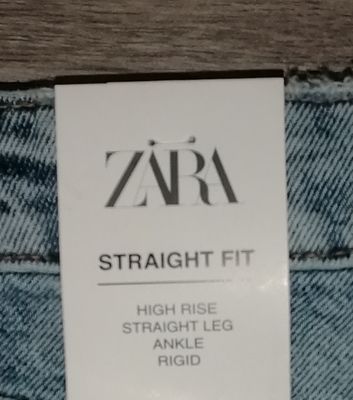 ZARA
STRAIGHT FIT
HIGH RISE
STRAIGHT LEG
ANKLE
RIGID